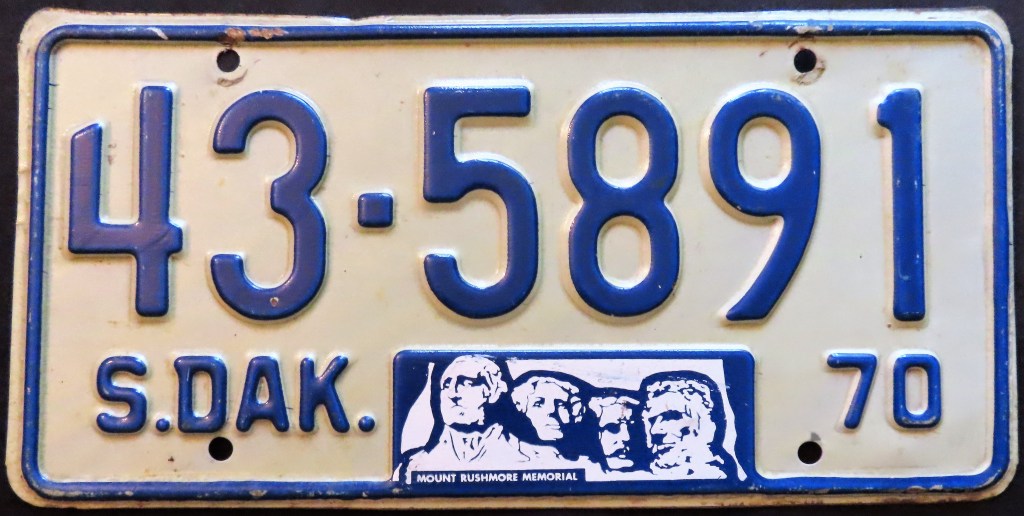 43-5891
S.DAK. 70
MOUNT RUSHMORE MEMORIAL